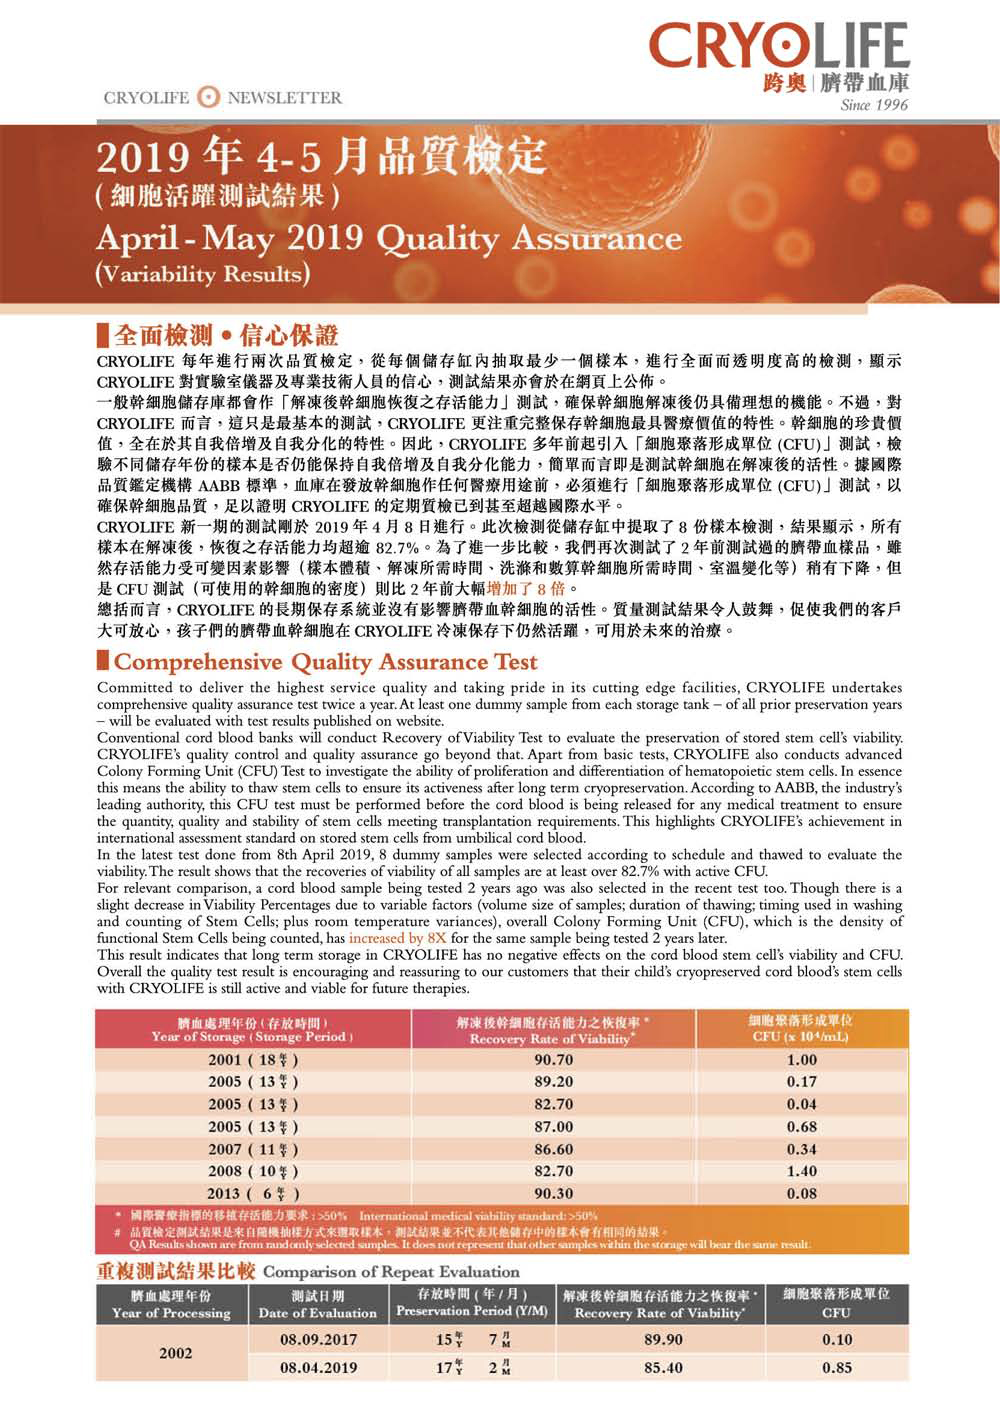 CRYOLIFE
跨奧 | 臍帶血庫
Since 1996
CRYOLIFE NEWSLETTER
2019 年 4-5 月品質檢定
( 細胞活躍測試結果 )
April - May 2019 Quality Assurance
(Variability Results)
全面檢測 • 信心保證
CRYOLIFE 每年進行兩次品質檢定，從每個儲存缸內抽取最少一個樣本，進行全面而透明度高的檢測，顯示
CRYOLIFE 對實驗室儀器及專業技術人員的信心，測試結果亦會於在網頁上公佈。
一般幹細胞儲存庫都會作「解凍後幹細胞恢復之存活能力」測試，確保幹細胞解凍後仍具備理想的機能。不過，對
CRYOLIFE 而言，這只是最基本的測試，CRYOLIFE 更注重完整保存幹細胞最具醫療價值的特性。幹細胞的珍貴價
值，全在於其自我倍增及自我分化的特性。因此，CRYOLIFE 多年前起引入「細胞聚落形成單位 (CFU)」測試，檢
驗不同儲存年份的樣本是否仍能保持自我倍增及自我分化能力，簡單而言即是測試幹細胞在解凍後的活性。據國際
品質鑑定機構 AABB 標準，血庫在發放幹細胞作任何醫療用途前，必須進行「細胞聚落形成單位 (CFU)」測試，以
確保幹細胞品質，足以證明 CRYOLIFE 的定期質檢已到甚至超越國際水平。
CRYOLIFE 新一期的測試剛於 2019 年 4 月 8 日進行。此次檢測從儲存缸中提取了 8 份樣本檢測，結果顯示，所有
樣本在解凍後，恢復之存活能力均超逾 82.7%。為了進一步比較，我們再次測試了 2 年前測試過的臍帶血樣品，雖
然存活能力受可變因素影響（樣本體積、解凍所需時間、洗滌和數算幹細胞所需時間、室溫變化等）稍有下降，但
是 CFU 測試（可使用的幹細胞的密度）則比 2 年前大幅增加了 8 倍。
總括而言，CRYOLIFE 的長期保存系統並沒有影響臍帶血幹細胞的活性。質量測試結果令人鼓舞，促使我們的客戶
大可放心，孩子們的臍帶血幹細胞在 CRYOLIFE 冷凍保存下仍然活躍，可用於未來的治療。
Comprehensive Quality Assurance Test
Committed to deliver the highest service quality and taking pride in its cutting edge facilities, CRYOLIFE undertakes
comprehensive quality assurance test twice a year. At least one dummy sample from each storage tank – of all prior preservation years
– will be evaluated with test results published on website.
Conventional cord blood banks will conduct Recovery of Viability Test to evaluate the preservation of stored stem cell's viability.
CRYOLIFE's quality control and quality assurance go beyond that. Apart from basic tests, CRYOLIFE also conducts advanced
Colony Forming Unit (CFU) Test to investigate the ability of proliferation and differentiation of hematopoietic stem cells. In essence
this means the ability to thaw stem cells to ensure its activeness after long term cryopreservation. According to AABB, the industry's
leading authority, this CFU test must be performed before the cord blood is being released for any medical treatment to ensure
the quantity, quality and stability of stem cells meeting transplantation requirements. This highlights CRYOLIFE's achievement in
international assessment standard on stored stem cells from umbilical cord blood.
In the latest test done from 8th April 2019, 8 dummy samples were selected according to schedule and thawed to evaluate the
viability. The result shows that the recoveries of viability of all samples are at least over 82.7% with active CFU.
For relevant comparison, a cord blood sample being tested 2 years ago was also selected in the recent test too. Though there is a
slight decrease in Viability Percentages due to variable factors (volume size of samples; duration of thawing; timing used in washing
and counting of Stem Cells; plus room temperature variances), overall Colony Forming Unit (CFU), which is the density of
functional Stem Cells being counted, has increased by 8X for the same sample being tested 2 years later.
This result indicates that long term storage in CRYOLIFE has no negative effects on the cord blood stem cell's viability and CFU.
Overall the quality test result is encouraging and reassuring to our customers that their child's cryopreserved cord blood's stem cells
with CRYOLIFE is still active and viable for future therapies.
臍血處理年份 ( 存放時間 ) 解凍後幹細胞存活能力之恢復率 * 細胞聚落形成單位
Year of Storage ( Storage Period ) Recovery Rate of Viability* CFU (x 10⁴/mL)
2001 ( 18 年 Y ) 90.70 1.00
2005 ( 13 年 Y ) 89.20 0.17
2005 ( 13 年 Y ) 82.70 0.04
2005 ( 13 年 Y ) 87.00 0.68
2007 ( 11 年 Y ) 86.60 0.34
2008 ( 10 年 Y ) 82.70 1.40
2013 ( 6 年 Y ) 90.30 0.08
* 國際醫療指標的移植存活能力要求 : >50% International medical viability standard: >50%
# 品質檢定測試結果是來自隨機抽樣方式來選取樣本，測試結果並不代表其他儲存中的樣本會有相同的結果。
QA Results shown are from randomly selected samples. It does not represent that other samples within the storage will bear the same result.
重複測試結果比較 Comparison of Repeat Evaluation
臍血處理年份 測試日期 存放時間 ( 年 / 月 ) 解凍後幹細胞存活能力之恢復率 * 細胞聚落形成單位
Year of Processing Date of Evaluation Preservation Period (Y/M) Recovery Rate of Viability* CFU
2002 08.09.2017 15 年 Y 7 月 M 89.90 0.10
08.04.2019 17 年 Y 2 月 M 85.40 0.85